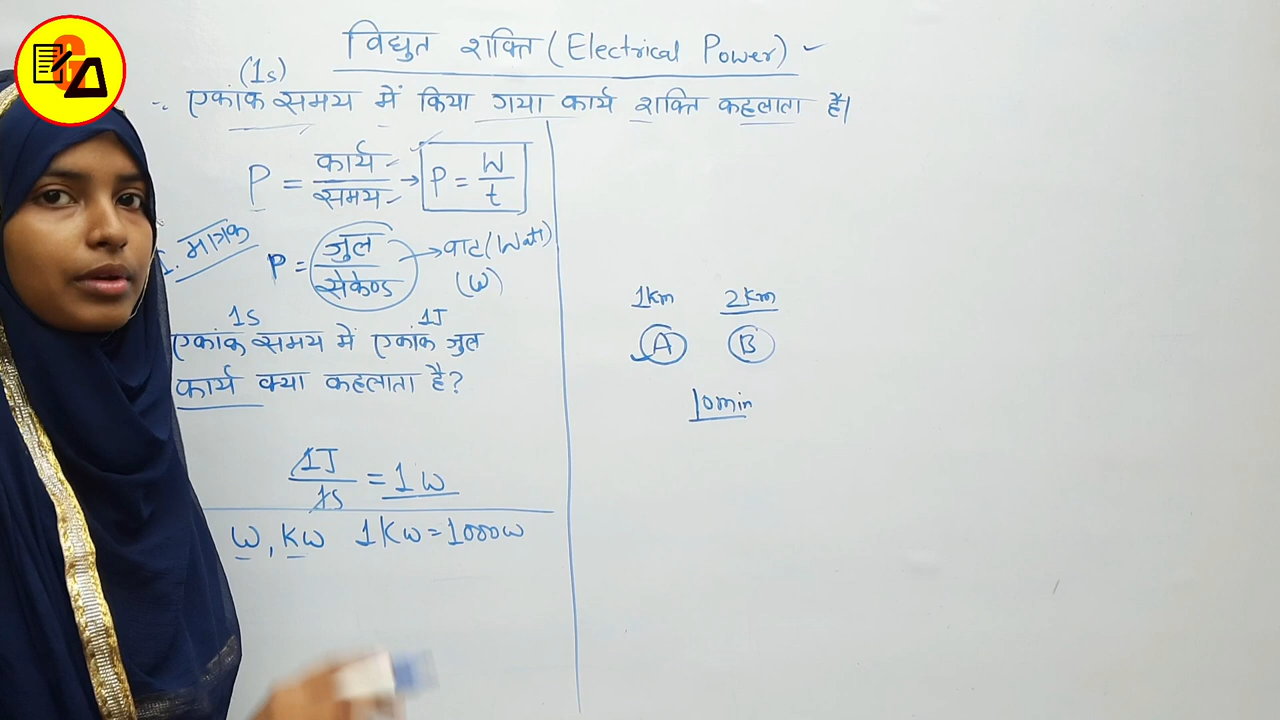 विद्युत शक्ति (Electrical Power)
(1s)
एकांक समय में किया गया कार्य शक्ति कहलाता है।
P = कार्य / समय → P = W / t
I. मात्रक
P = जुल / सेकेण्ड → वाट (Watt)
(W)
1S 1J
एकांक समय में एकांक जुल
कार्य क्या कहलाता है?
1J / 1s = 1W
W, KW 1KW = 1000W
1km 2km
A B
10min